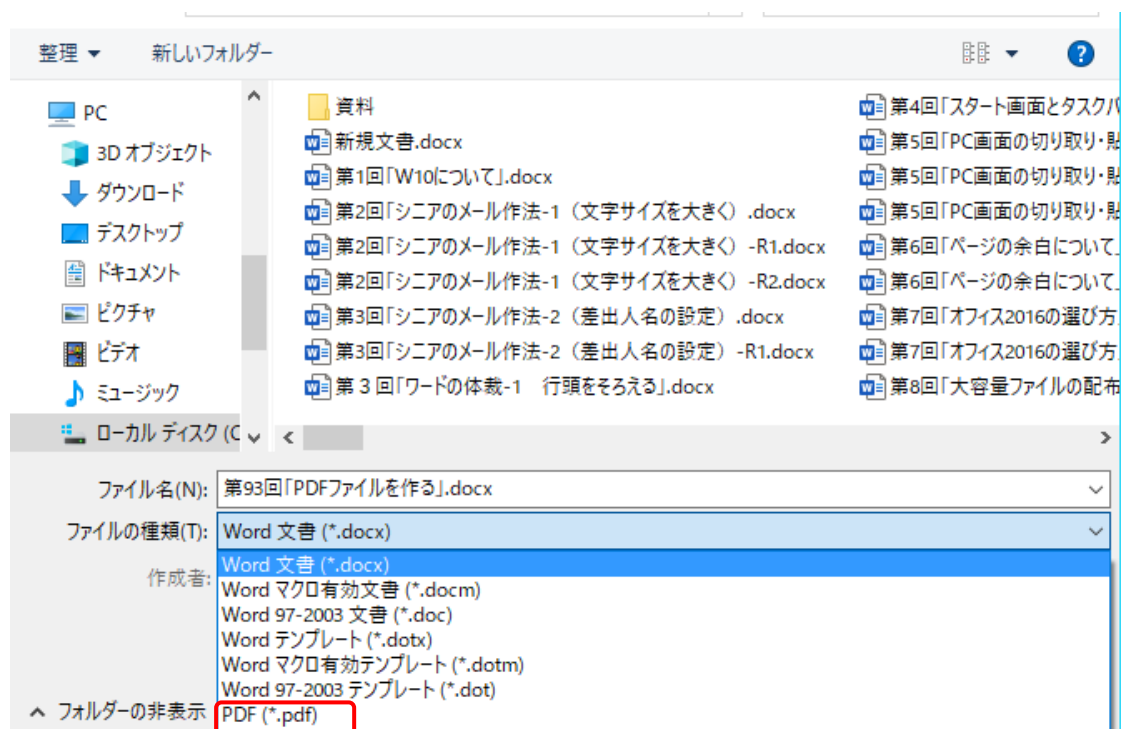 整理 新しいフォルダー
PC
3D オブジェクト
ダウンロード
デスクトップ
ドキュメント
ピクチャ
ビデオ
ミュージック
ローカル ディスク (C
資料
新規文書.docx
第1回「W10について」.docx
第2回「シニアのメール作法-1（文字サイズを大きく）.docx
第2回「シニアのメール作法-1（文字サイズを大きく）-R1.docx
第2回「シニアのメール作法-1（文字サイズを大きく）-R2.docx
第3回「シニアのメール作法-2（差出人名の設定）.docx
第3回「シニアのメール作法-2（差出人名の設定）-R1.docx
第３回「ワードの体裁-1　行頭をそろえる」.docx
第4回「スタート画面とタスクバ
第5回「PC画面の切り取り・貼
第5回「PC画面の切り取り・貼
第5回「PC画面の切り取り・貼
第6回「ページの余白について」
第6回「ページの余白について」
第7回「オフィス2016の選び方」
第7回「オフィス2016の選び方」
第8回「大容量ファイルの配布
ファイル名(N): 第93回「PDFファイルを作る」.docx
ファイルの種類(T): Word 文書 (*.docx)
作成者:
Word 文書 (*.docx)
Word マクロ有効文書 (*.docm)
Word 97-2003 文書 (*.doc)
Word テンプレート (*.dotx)
Word マクロ有効テンプレート (*.dotm)
Word 97-2003 テンプレート (*.dot)
フォルダーの非表示 PDF (*.pdf)